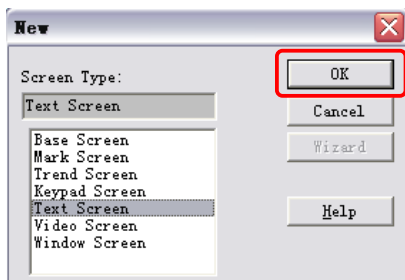 New
Screen Type:
OK
Text Screen
Cancel
Base Screen
Mark Screen
Wizard
Trend Screen
Keypad Screen
Text Screen
Help
Video Screen
Window Screen